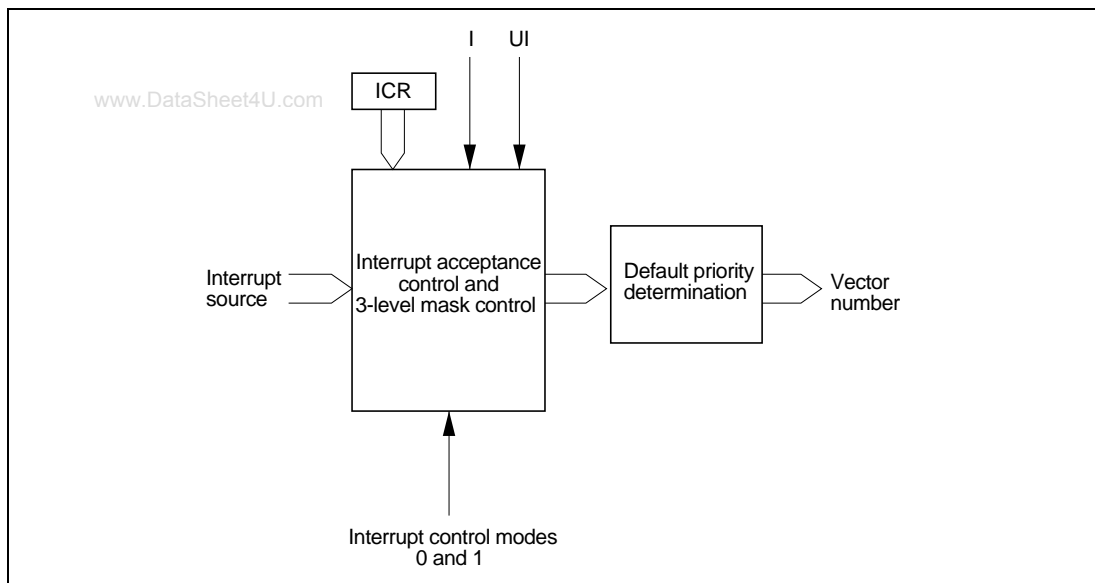 I UI
www.DataSheet4U.com
ICR
Interrupt
source
Interrupt acceptance
control and
3-level mask control
Default priority
determination
Vector
number
Interrupt control modes
0 and 1